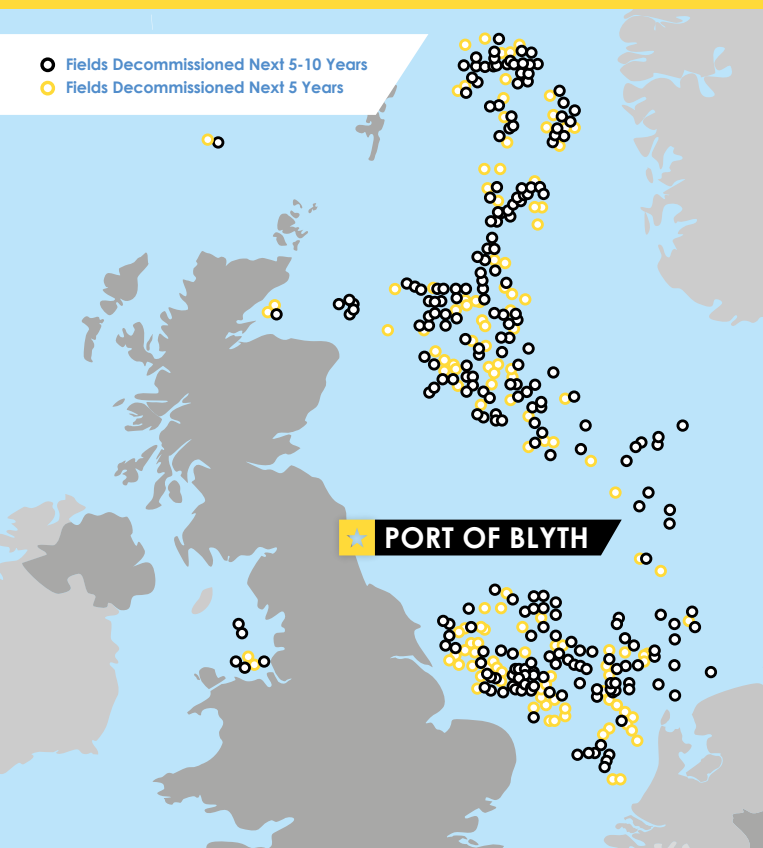 Fields Decommissioned Next 5-10 Years
Fields Decommissioned Next 5 Years
PORT OF BLYTH